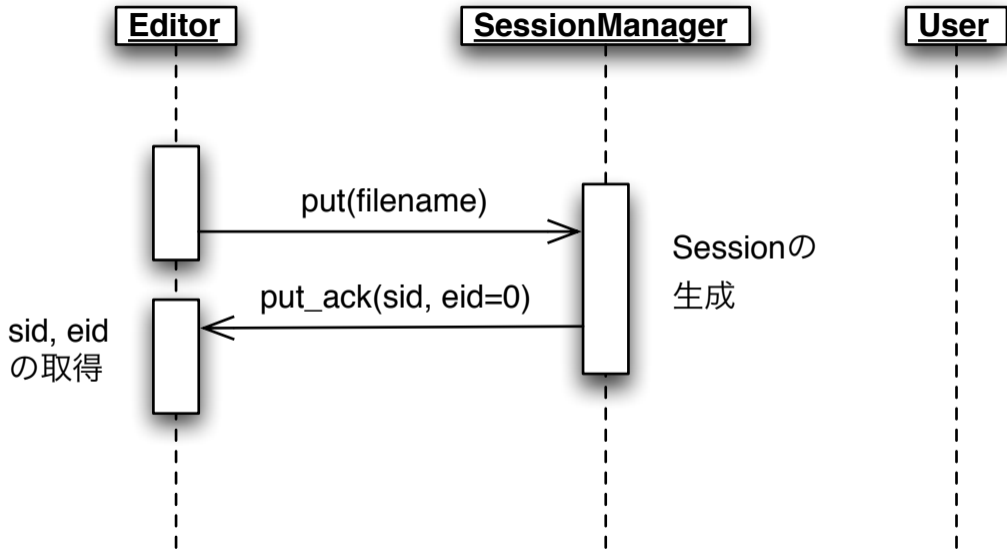 Editor
SessionManager
User
put(filename)
Sessionの
生成
put_ack(sid, eid=0)
sid, eid
の取得